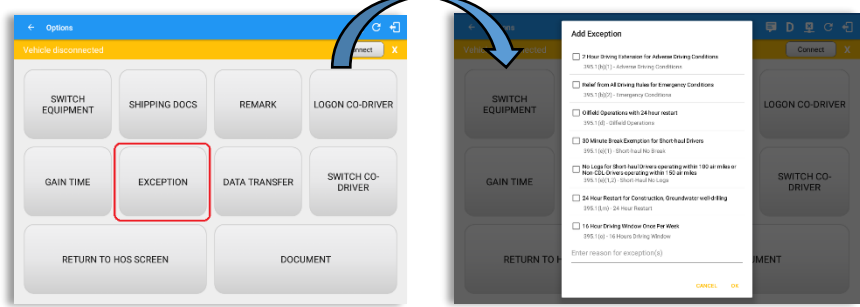 Options
Vehicle disconnected
Connect X
SWITCH
EQUIPMENT
SHIPPING DOCS
REMARK
LOGON CO-DRIVER
GAIN TIME
EXCEPTION
DATA TRANSFER
SWITCH CO-
DRIVER
RETURN TO HOS SCREEN
DOCUMENT
Add Exception
2 Hour Driving Extension for Adverse Driving Conditions
395.1(b)(1) - Adverse Driving Conditions
Relief from All Driving Rules for Emergency Conditions
395.1(b)(2) - Emergency Conditions
Oilfield Operations with 24 hour restart
395.1(d) - Oilfield Operations
30 Minute Break Exemption for Short-haul Drivers
395.1(e)(1) - Short-haul No Break
No Logs for Short-haul Drivers operating within 100 air miles or
Non-CDL Drivers operating within 150 air miles
395.1(e)(1,2) - Short-haul No Logs
24 Hour Restart for Construction, Groundwater well-drilling
395.1(l,m) - 24 Hour Restart
16 Hour Driving Window Once Per Week
395.1(o) - 16 Hours Driving Window
Enter reason for exception(s)
CANCEL OK
D
Connect X
SWITCH
EQUIPMENT
LOGON CO-DRIVER
GAIN TIME
SWITCH CO-
DRIVER
RETURN TO H
MENT